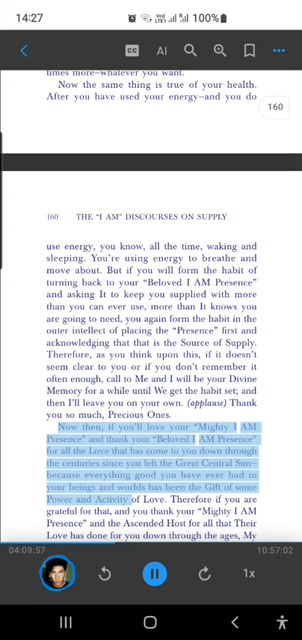 14:27
100%
CC
AI
times more—whatever you want.
Now the same thing is true of your health.
After you have used your energy—and you do
160
160 THE "I AM" DISCOURSES ON SUPPLY
use energy, you know, all the time, waking and
sleeping. You're using energy to breathe and
move about. But if you will form the habit of
turning back to your "Beloved I AM Presence"
and asking It to keep you supplied with more
than you can ever use, more than It knows you
are going to need, you again form the habit in the
outer intellect of placing the "Presence" first and
acknowledging that that is the Source of Supply.
Therefore, as you think upon this, if it doesn't
seem clear to you or if you don't remember it
often enough, call to Me and I will be your Divine
Memory for a while until We get the habit set; and
then I'll leave you on your own. (applause) Thank
you so much, Precious Ones.
Now then, if you'll love your "Mighty I AM
Presence" and thank your "Beloved I AM Presence"
for all the Love that has come to you down through
the centuries since you left the Great Central Sun—
because everything good you have ever had in
your beings and worlds has been the Gift of some
Power and Activity of Love. Therefore if you are
grateful for that, and you thank your "Mighty I AM
Presence" and the Ascended Host for all that Their
Love has done for you down through the ages, My
04:09:57
10:57:02
1x